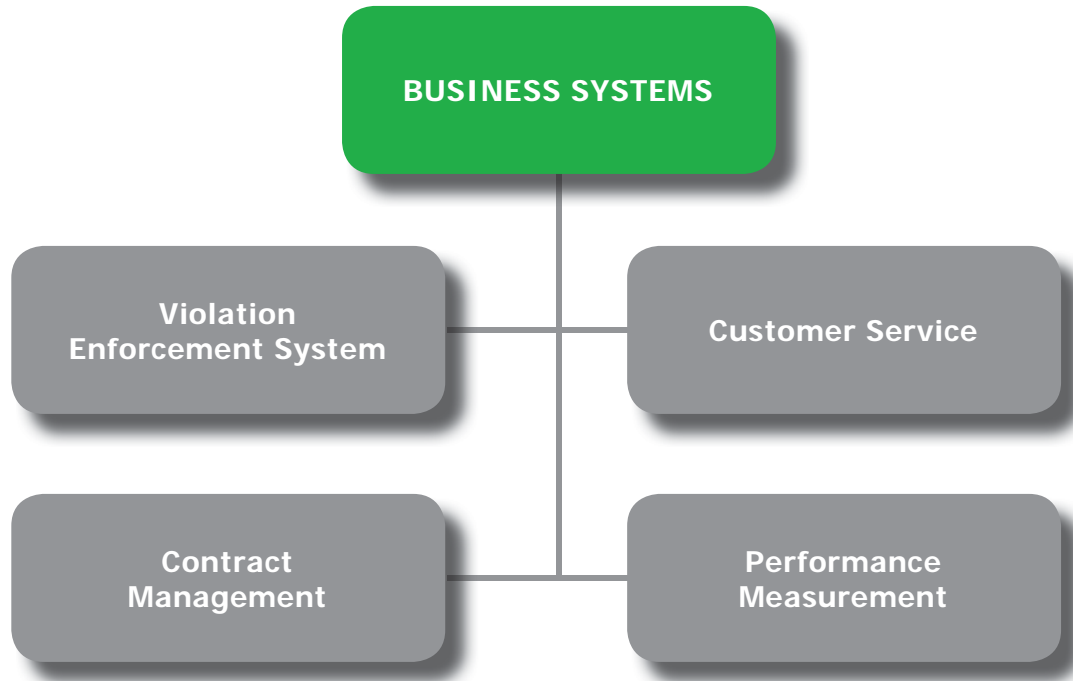 BUSINESS SYSTEMS
Violation
Enforcement System
Customer Service
Contract
Management
Performance
Measurement